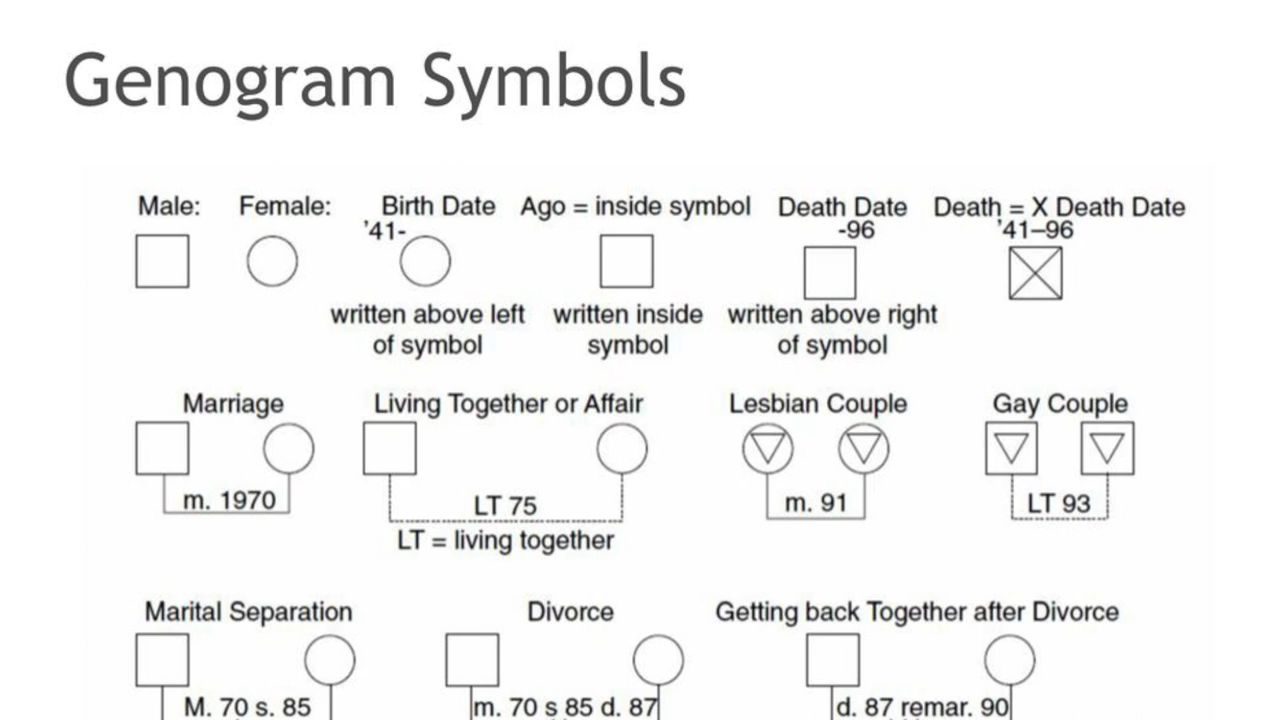 Genogram Symbols
Male: Female: Birth Date Ago = inside symbol Death Date Death = X Death Date
’41- -96 ’41–96
written above left written inside written above right
of symbol symbol of symbol
Marriage Living Together or Affair Lesbian Couple Gay Couple
m. 1970 LT 75 m. 91 LT 93
LT = living together
Marital Separation Divorce Getting back Together after Divorce
M. 70 s. 85 m. 70 s 85 d. 87 d. 87 remar. 90